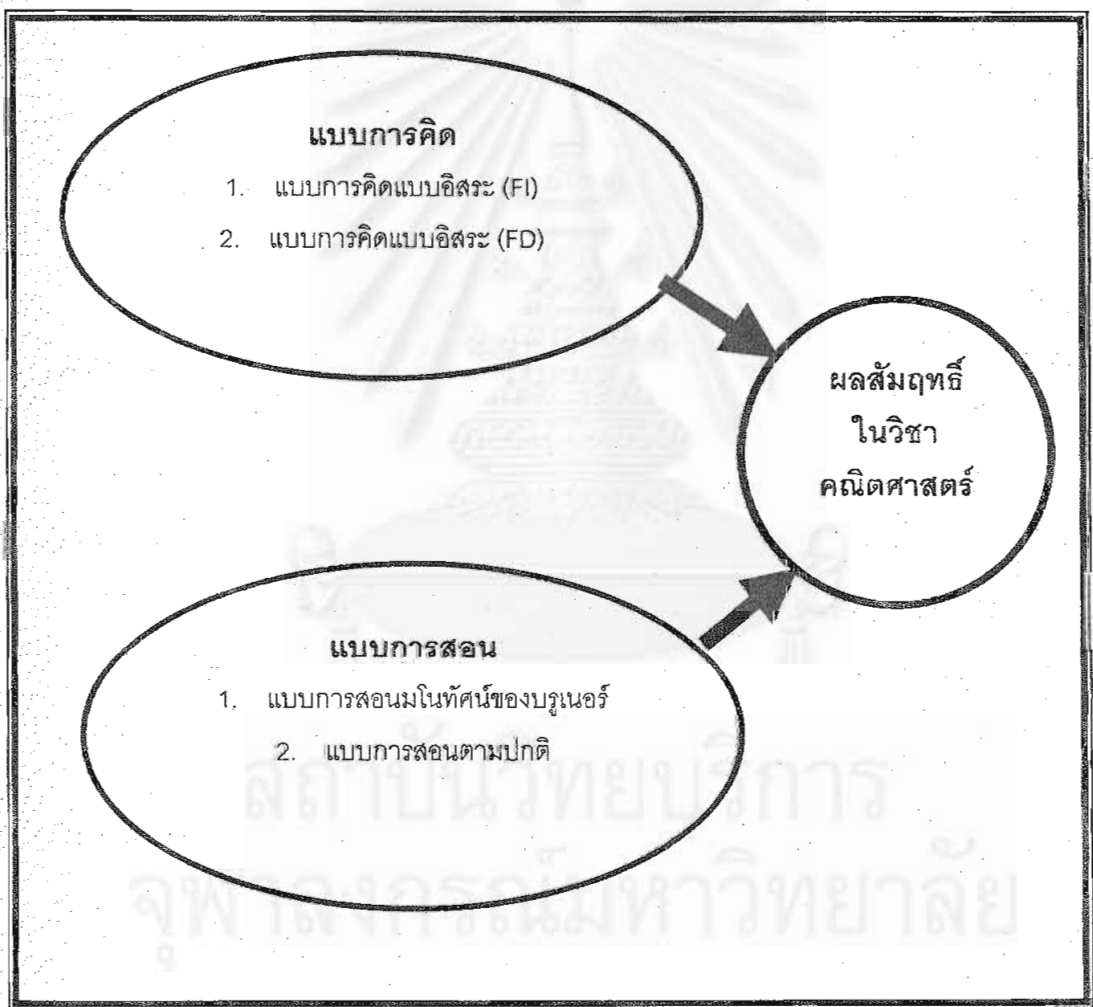 แบบการคิด
1. แบบการคิดแบบอิสระ (FI)
2. แบบการคิดแบบอิสระ (FD)
ผลสัมฤทธิ์
ในวิชา
คณิตศาสตร์
แบบการสอน
1. แบบการสอนมโนทัศน์ของบรูเนอร์
2. แบบการสอนตามปกติ
สถาบันวิทยบริการ
จุฬาลงกรณ์มหาวิทยาลัย